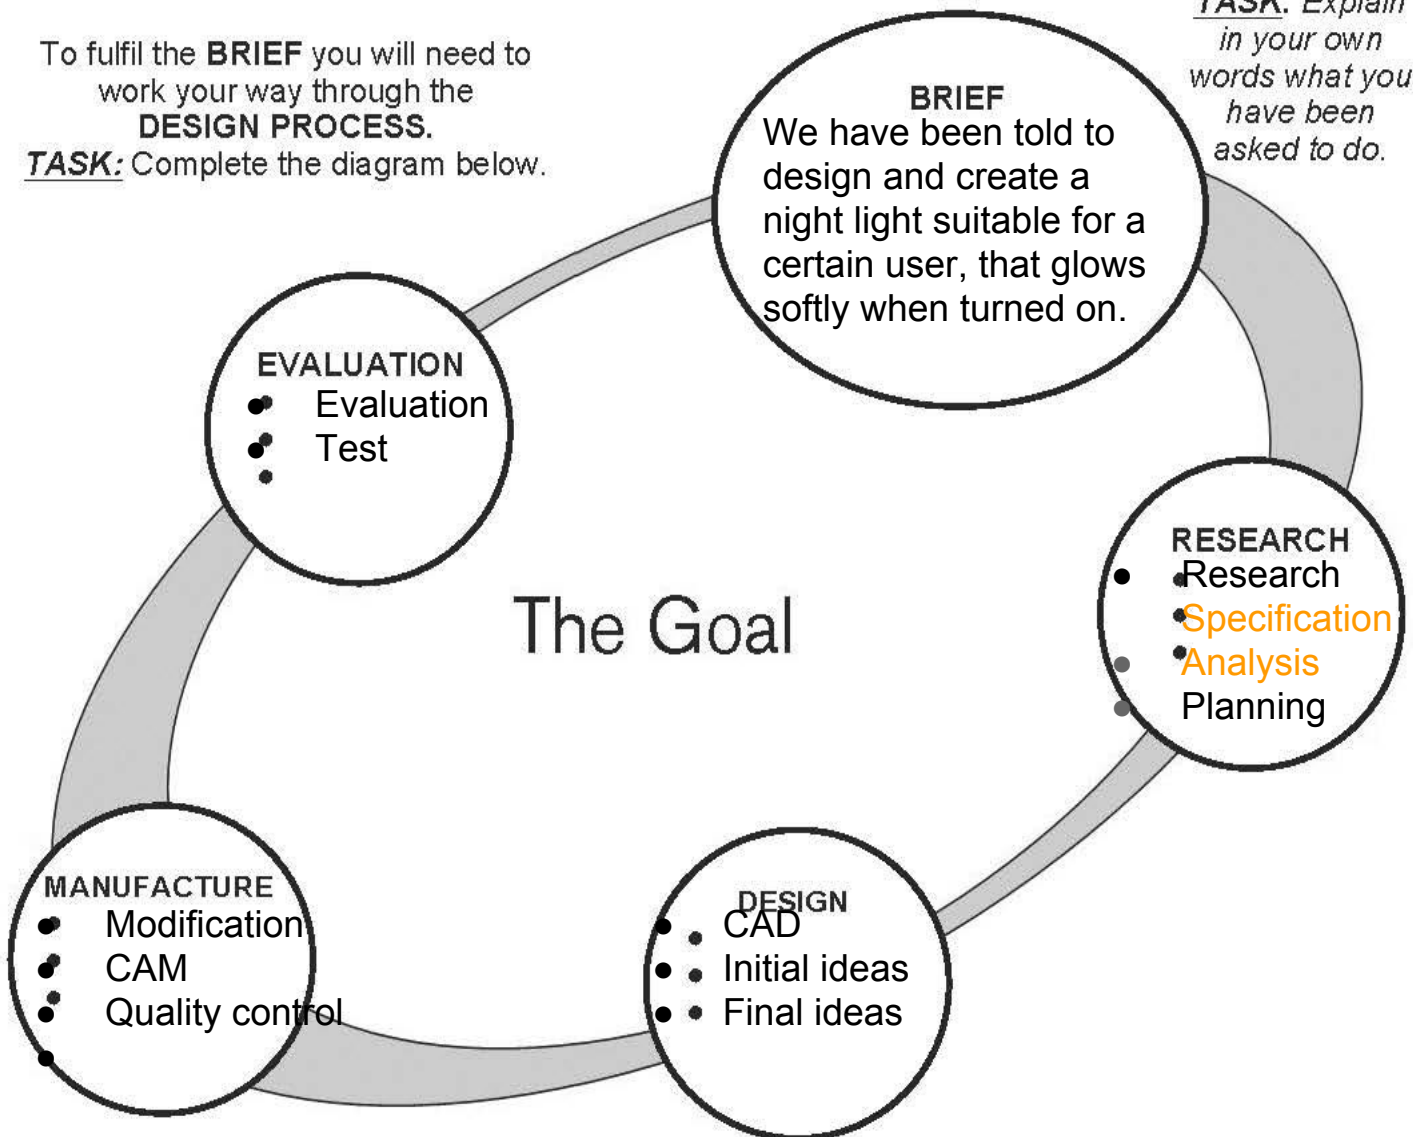 To fulfil the BRIEF you will need to
work your way through the
DESIGN PROCESS.
TASK: Complete the diagram below.
TASK: Explain
in your own
words what you
have been
asked to do.
BRIEF
We have been told to
design and create a
night light suitable for a
certain user, that glows
softly when turned on.
EVALUATION
Evaluation
Test
RESEARCH
Research
Specification
Analysis
Planning
The Goal
MANUFACTURE
Modification
CAM
Quality control
DESIGN
CAD
Initial ideas
Final ideas